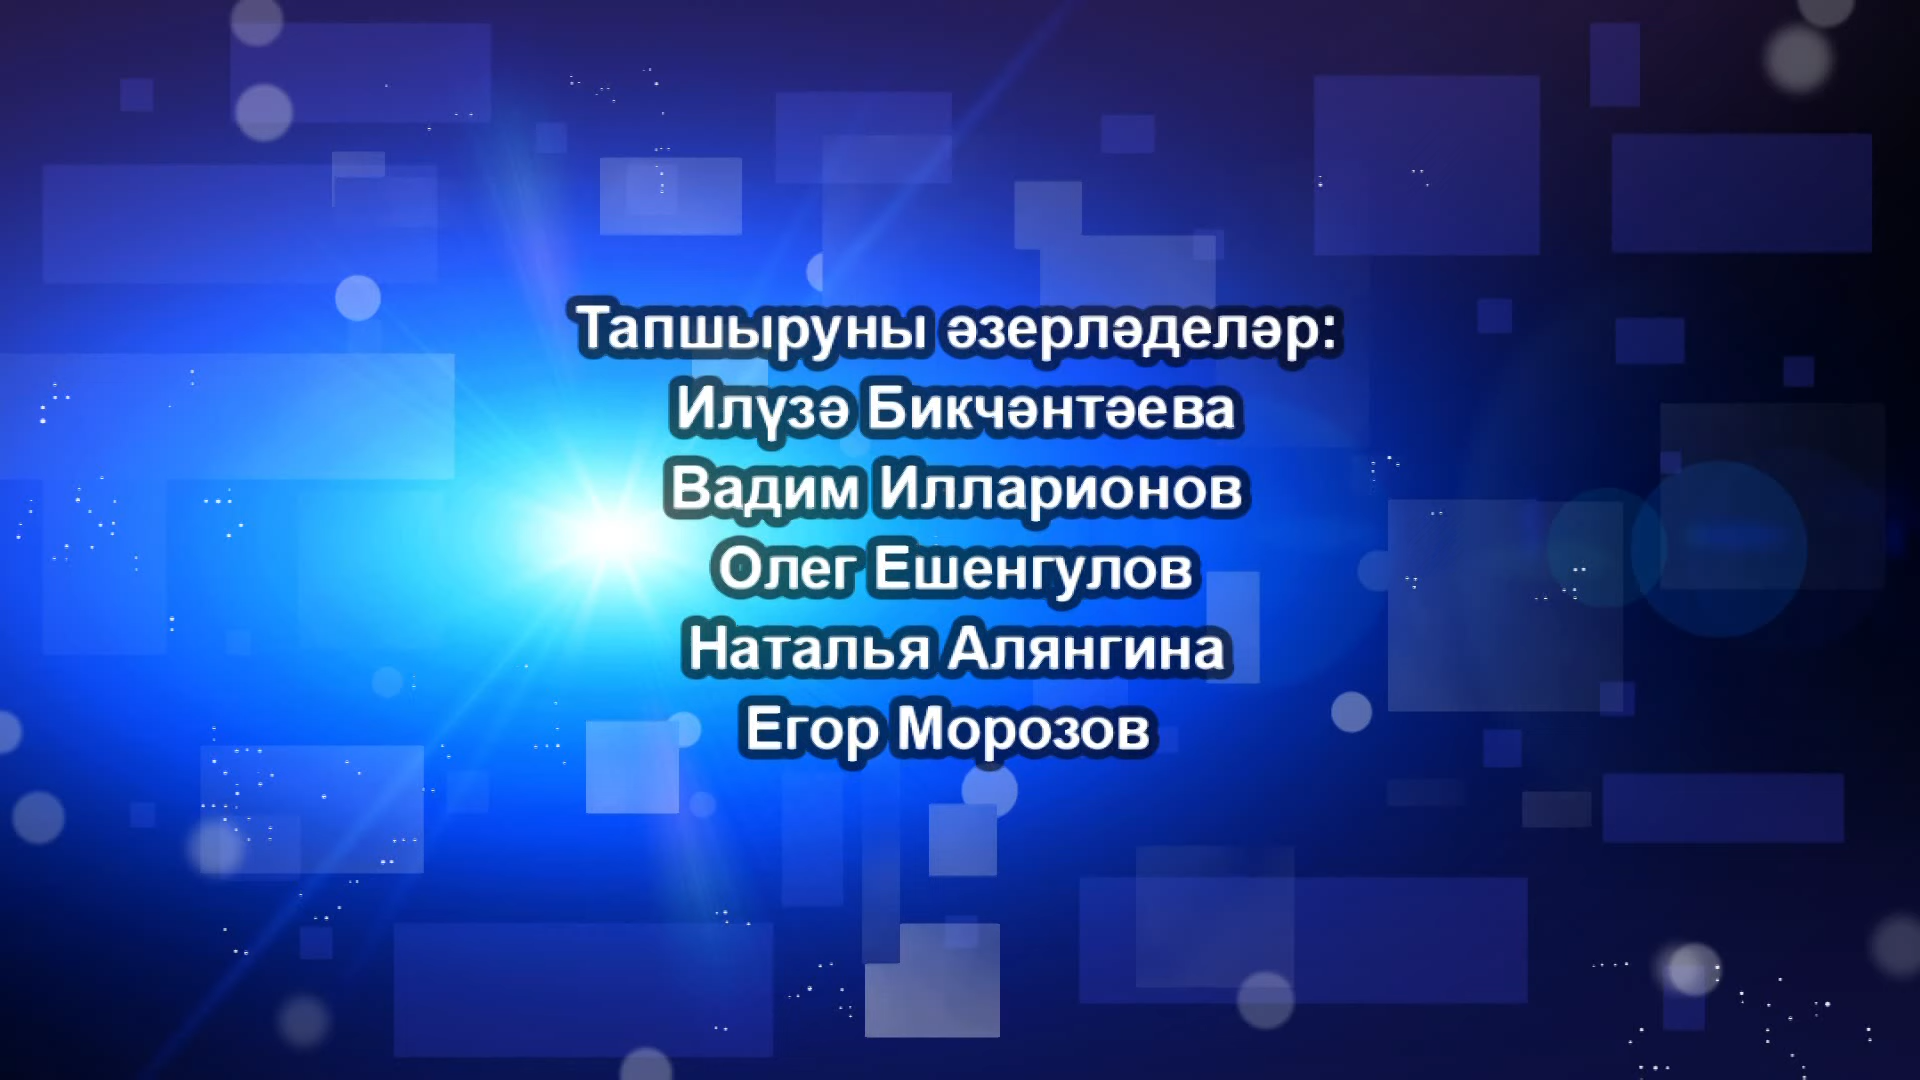 Тапшыруны әзерләделәр:
Илүзә Бикчәнтәева
Вадим Илларионов
Олег Ешенгулов
Наталья Алянгина
Егор Морозов